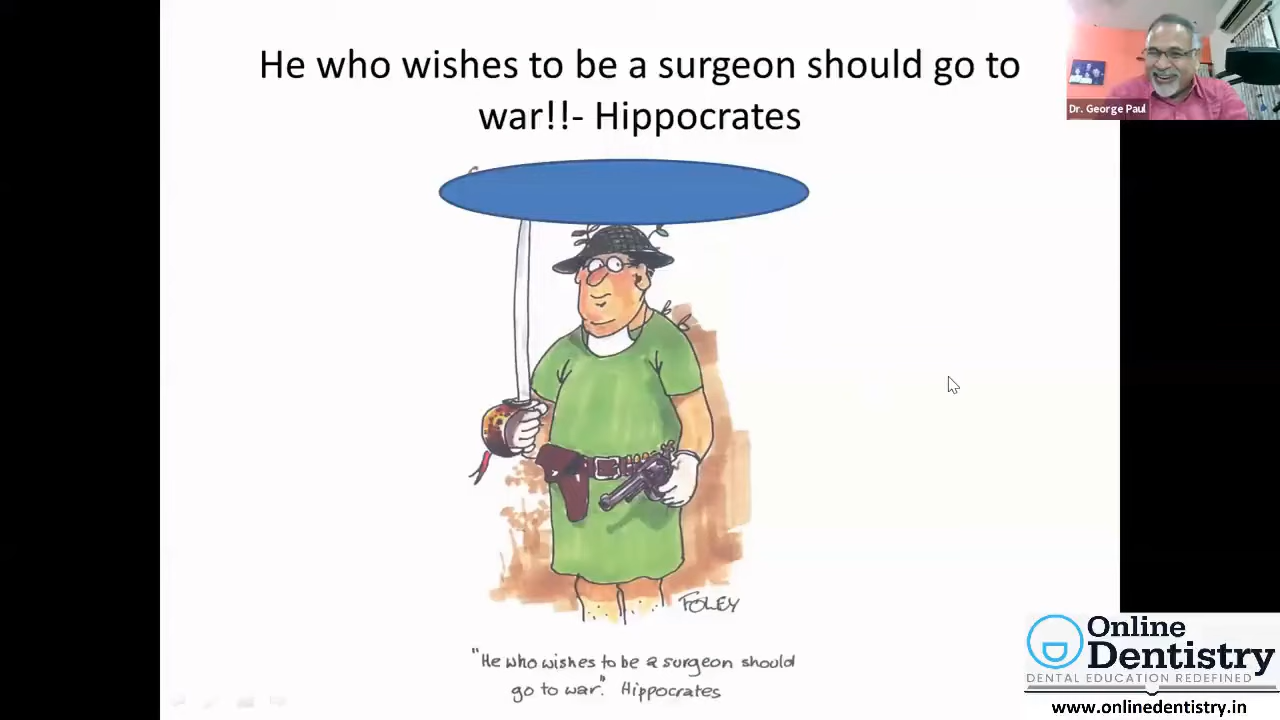 He who wishes to be a surgeon should go to
war!!- Hippocrates
Dr. George Paul
FOLEY
"He who wishes to be a surgeon should
go to war". Hippocrates
Online
Dentistry
DENTAL EDUCATION REDEFINED
www.onlinedentistry.in